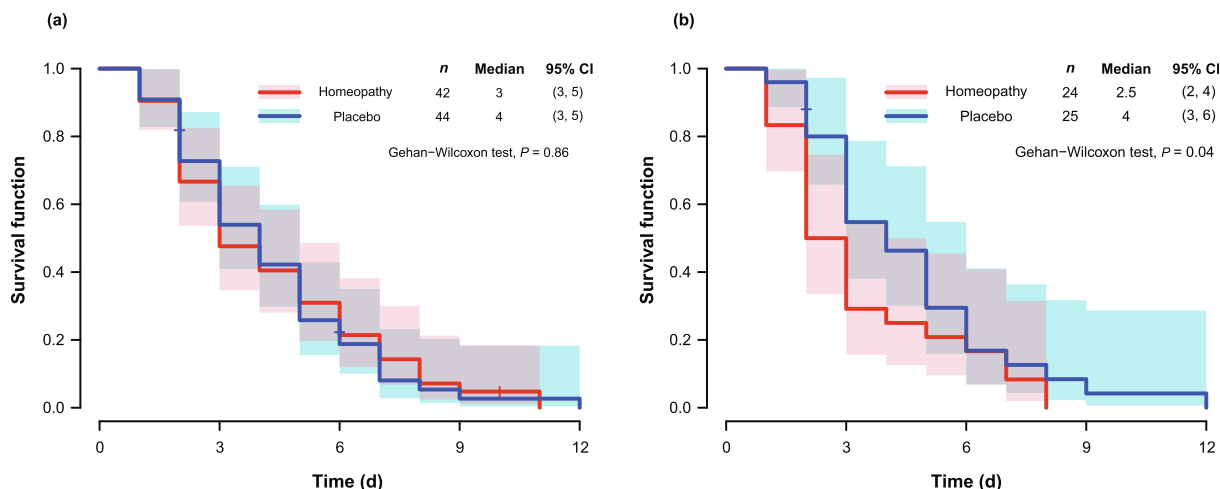 (a)
n Median 95% CI
Homeopathy 42 3 (3, 5)
Placebo 44 4 (3, 5)
Gehan−Wilcoxon test, P = 0.86
Survival function
1.0
0.8
0.6
0.4
0.2
0.0
0 3 6 9 12
Time (d)
(b)
n Median 95% CI
Homeopathy 24 2.5 (2, 4)
Placebo 25 4 (3, 6)
Gehan−Wilcoxon test, P = 0.04
Survival function
1.0
0.8
0.6
0.4
0.2
0.0
0 3 6 9 12
Time (d)